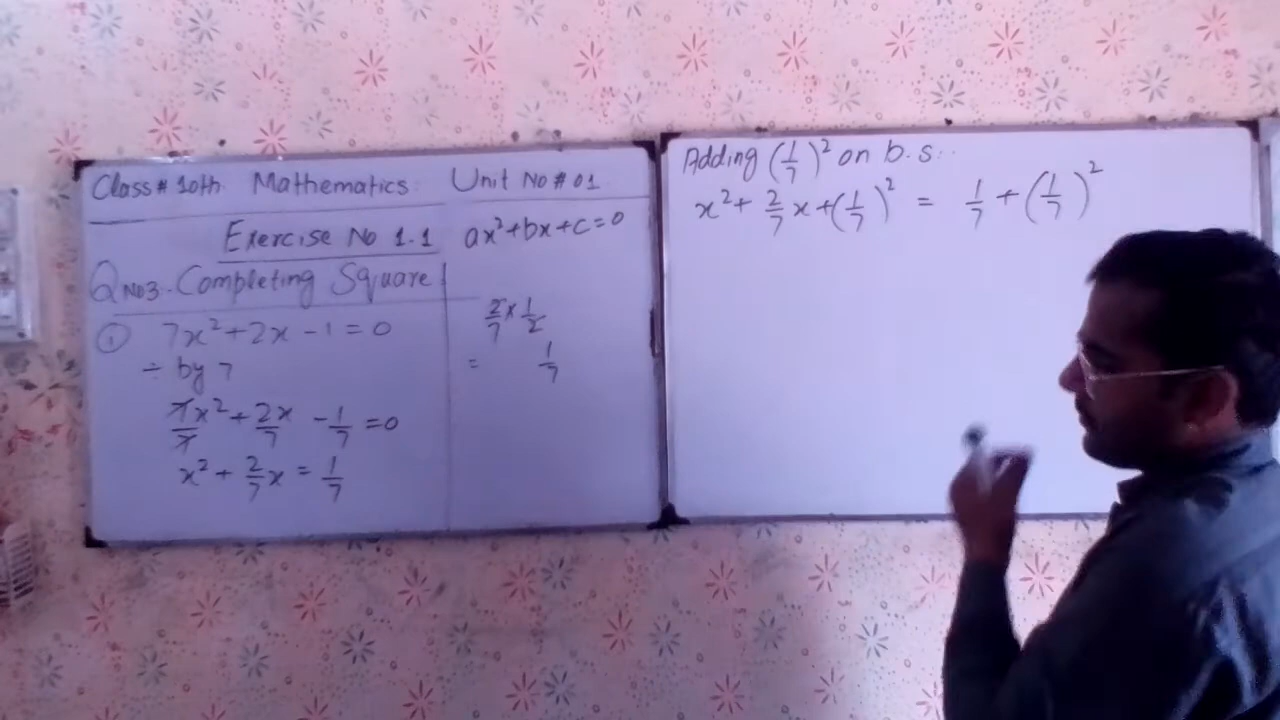 Class# 10th. Mathematics: Unit No # 01
Exercise No 1.1
ax²+bx+c=0
QNo3. Completing Square
① 7x²+2x-1=0
÷ by 7
7x²/7 + 2x/7 - 1/7 = 0
x² + 2/7 x = 1/7
2/7 × 1/2
= 1/7
Adding (1/7)² on b.s:
x² + 2/7 x + (1/7)² = 1/7 + (1/7)²